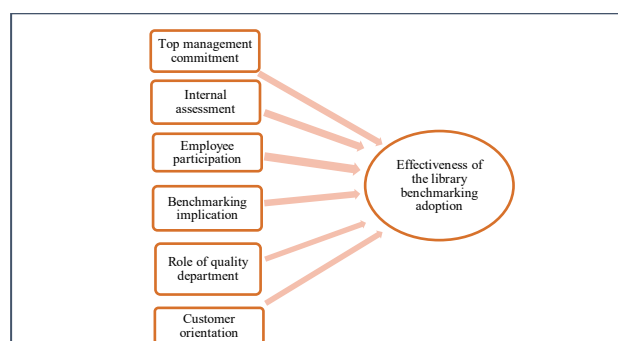 Top management
commitment
Internal
assessment
Employee
participation
Benchmarking
implication
Role of quality
department
Customer
orientation
Effectiveness of
the library
benchmarking
adoption